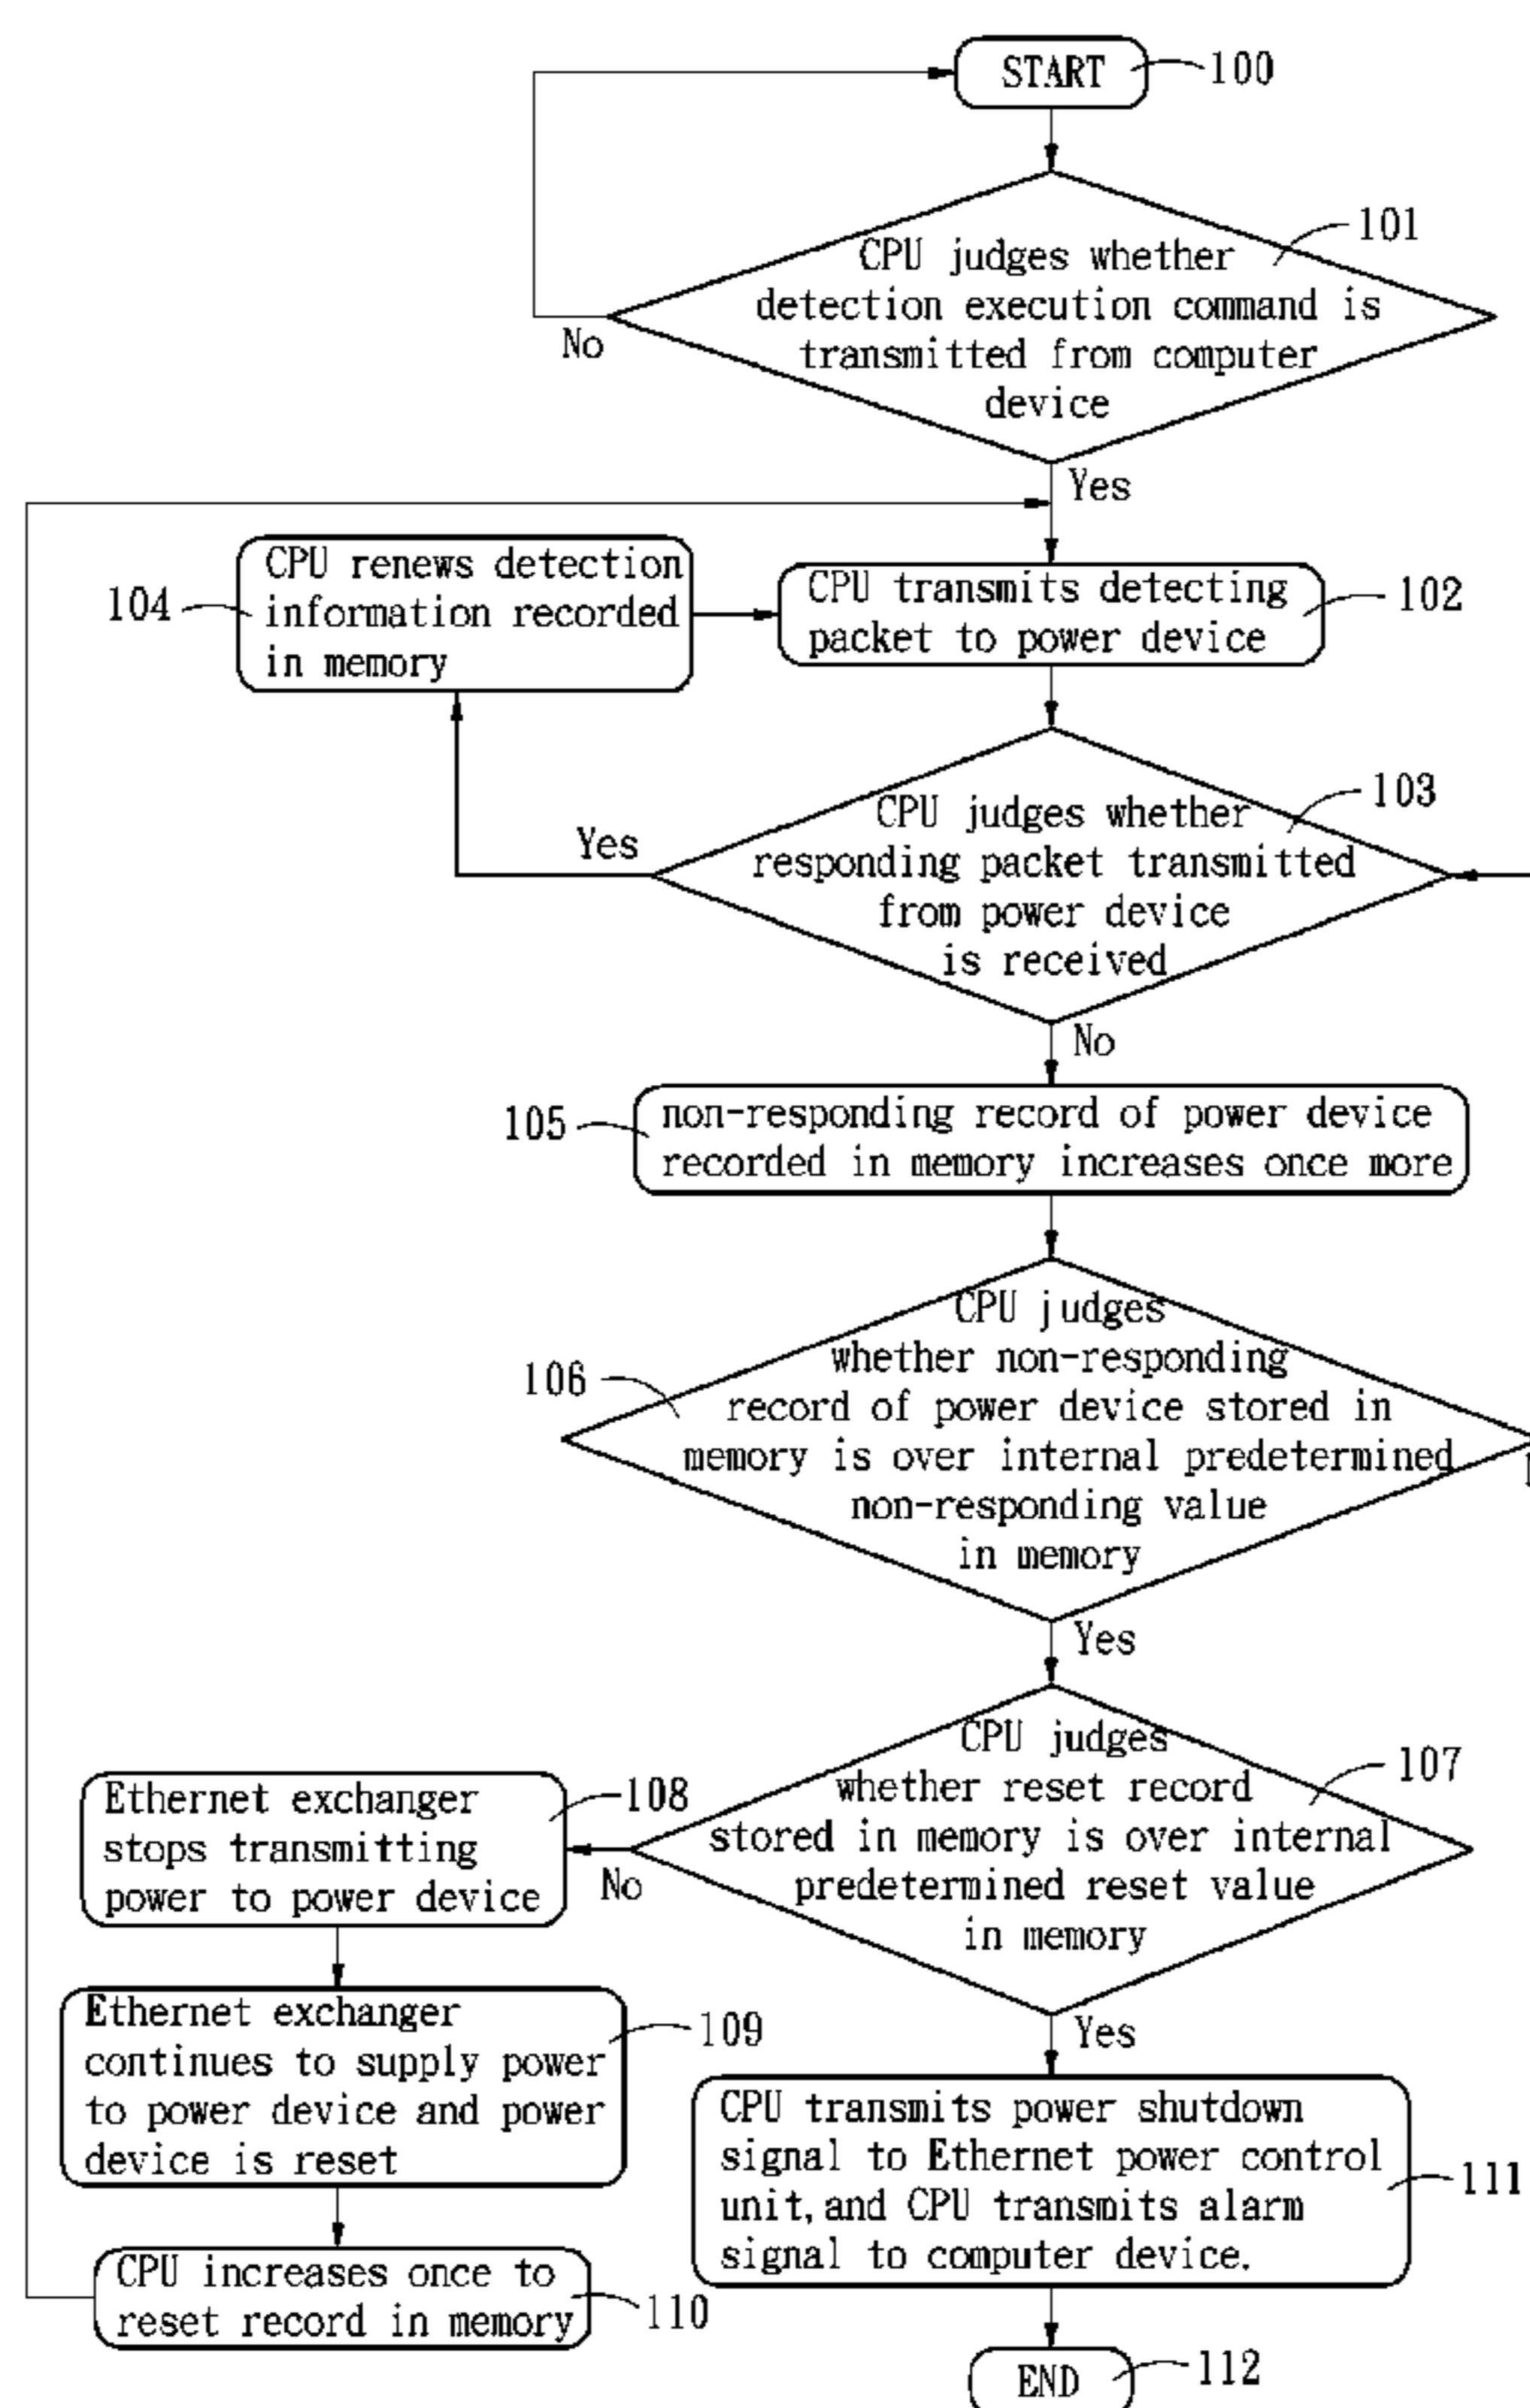 START
100
CPU judges whether
detection execution command is
transmitted from computer
device
101
No
Yes
CPU renews detection
information recorded
in memory
104
CPU transmits detecting
packet to power device
102
CPU judges whether
responding packet transmitted
from power device
is received
103
Yes
No
non-responding record of power device
recorded in memory increases once more
105
CPU judges
whether non-responding
record of power device stored in
memory is over internal predetermined
non-responding value
in memory
106
Yes
CPU judges
whether reset record
stored in memory is over internal
predetermined reset value
in memory
107
No
Yes
Ethernet exchanger
stops transmitting
power to power device
108
Ethernet exchanger
continues to supply power
to power device and power
device is reset
109
CPU increases once to
reset record in memory
110
CPU transmits power shutdown
signal to Ethernet power control
unit,and CPU transmits alarm
signal to computer device.
111
END
112